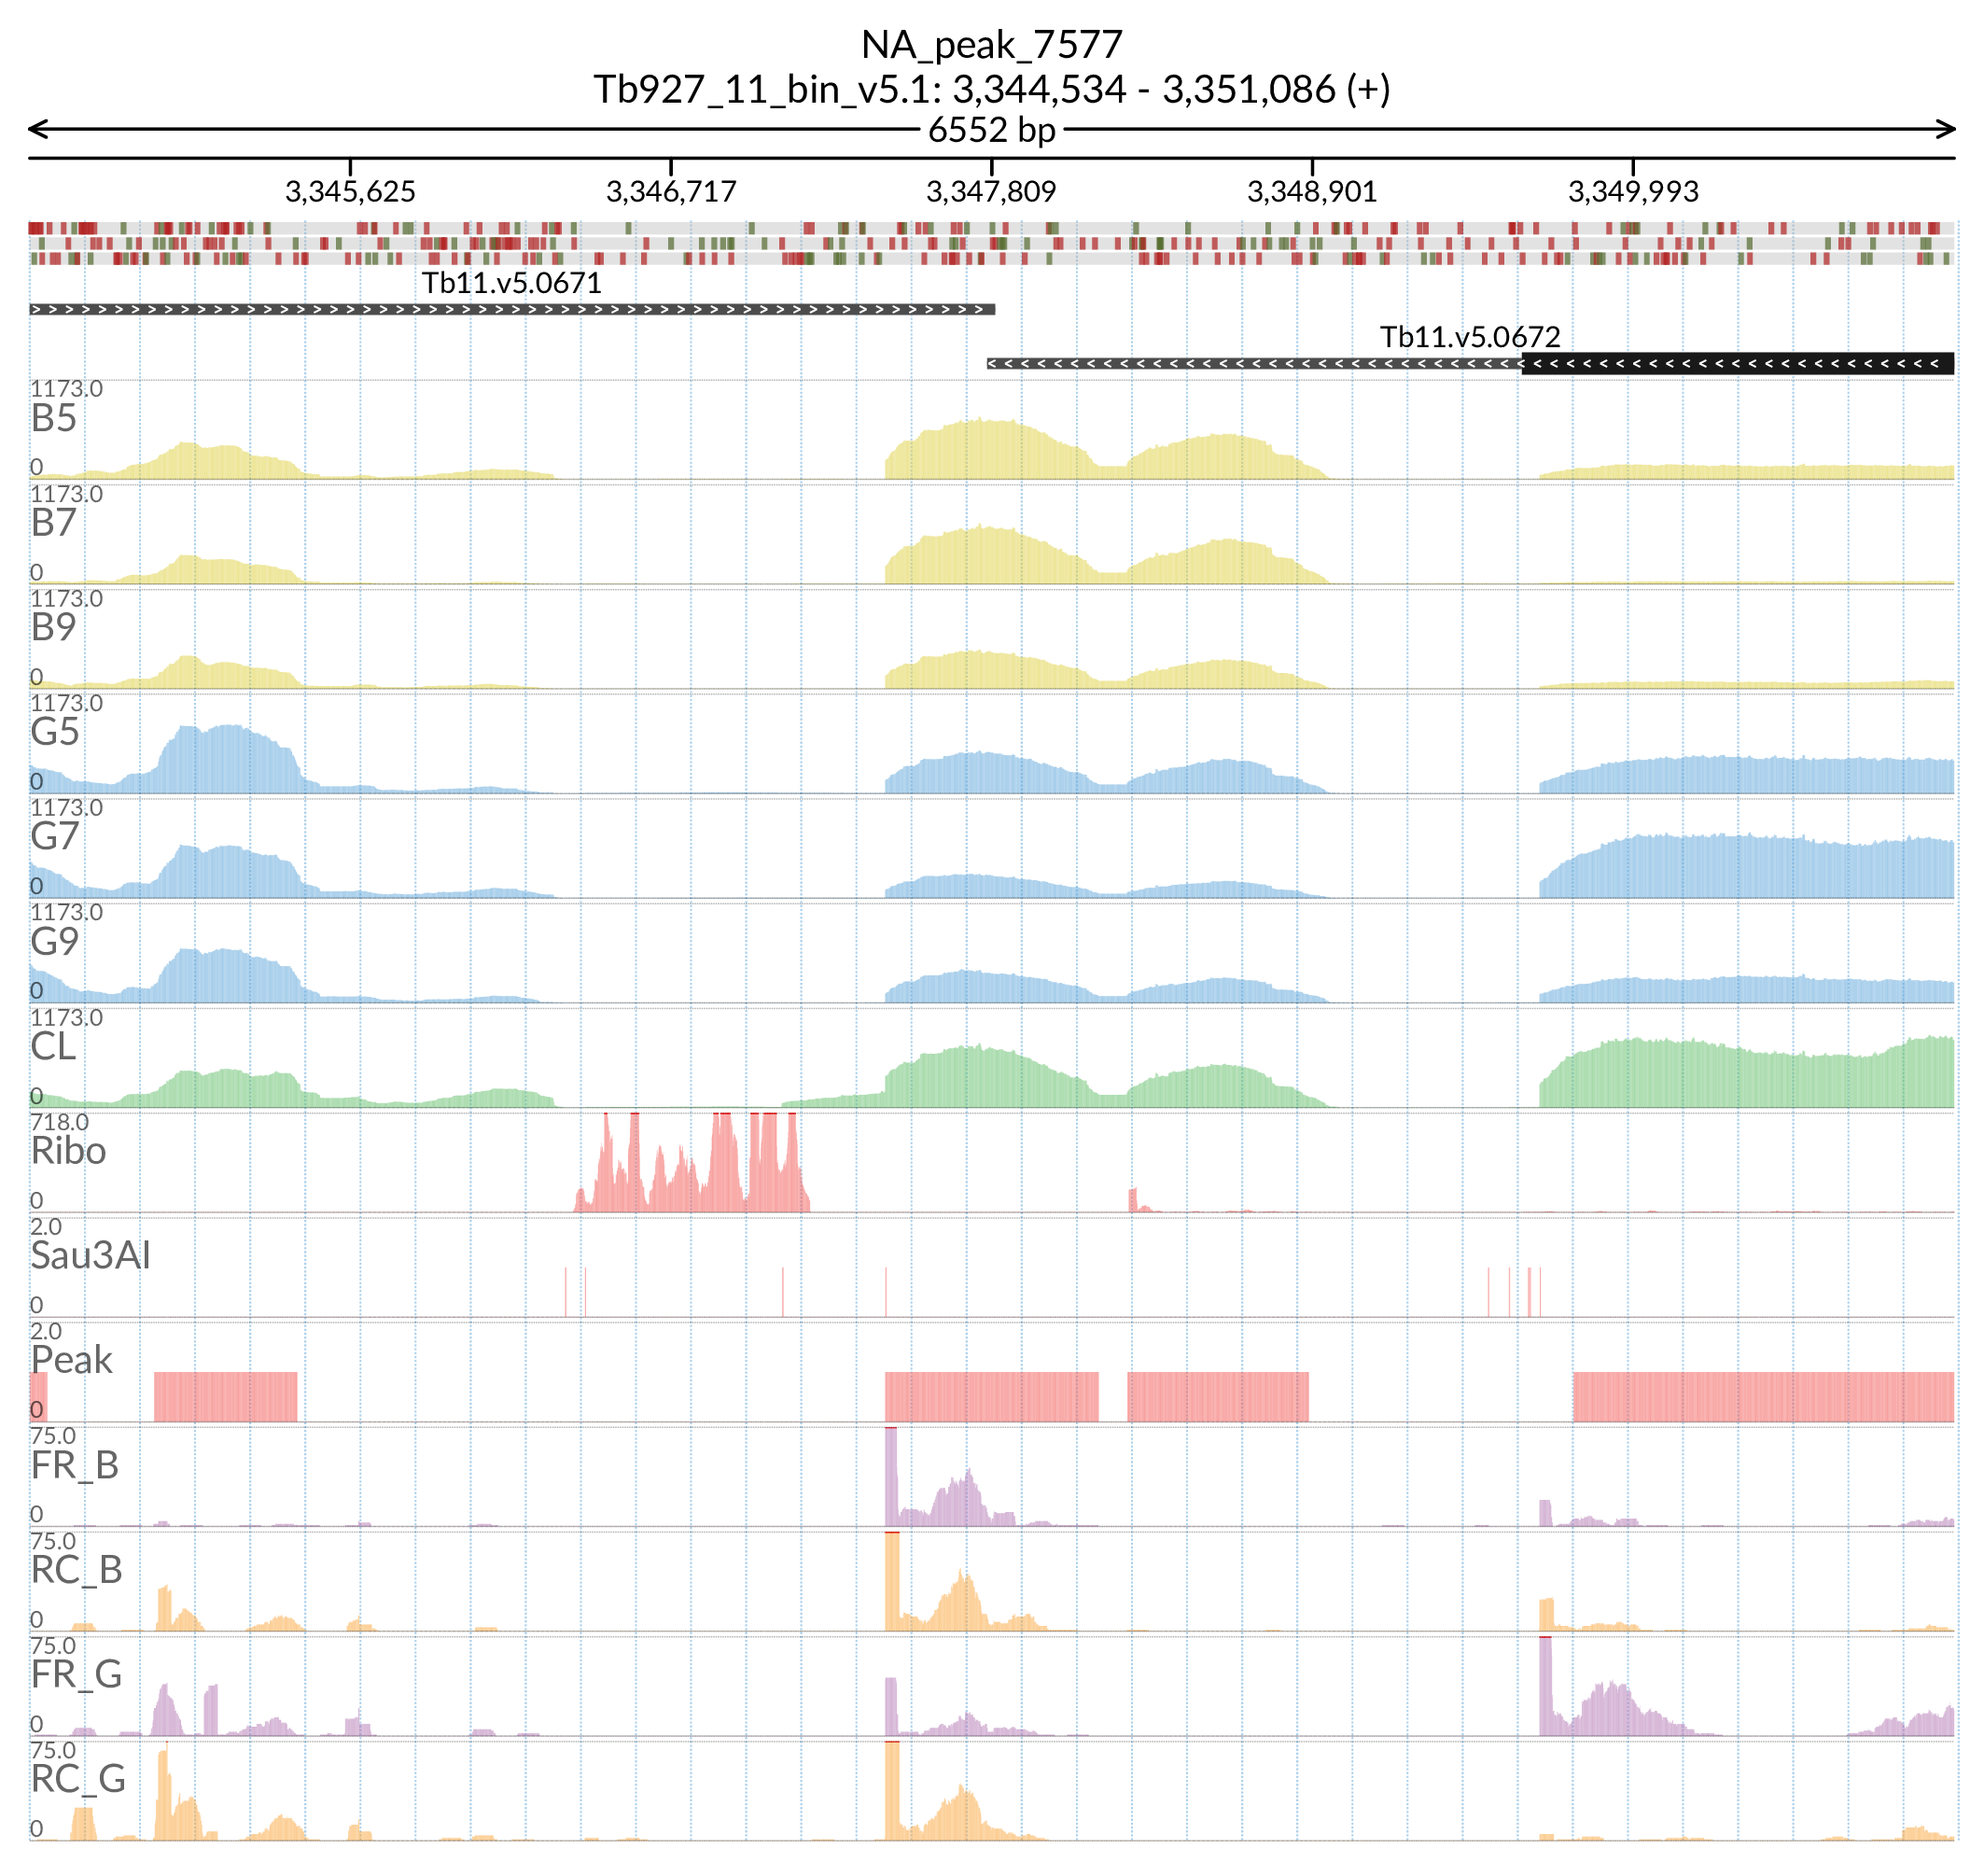 NA_peak_7577
Tb927_11_bin_v5.1: 3,344,534 - 3,351,086 (+)
6552 bp
3,345,625 3,346,717 3,347,809 3,348,901 3,349,993
Tb11.v5.0671
Tb11.v5.0672
1173.0
B5
0
1173.0
B7
0
1173.0
B9
0
1173.0
G5
0
1173.0
G7
0
1173.0
G9
0
1173.0
CL
0
718.0
Ribo
0
2.0
Sau3AI
0
2.0
Peak
0
75.0
FR_B
0
75.0
RC_B
0
75.0
FR_G
0
75.0
RC_G
0